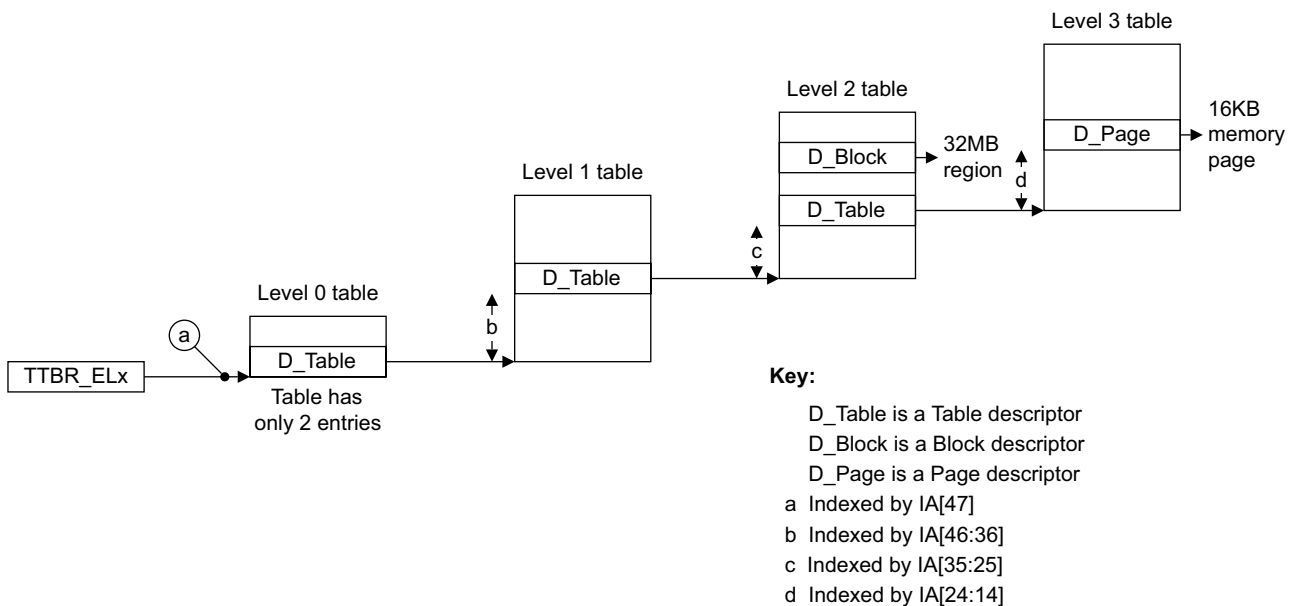 Level 3 table
D_Page
16KB
memory
page
d
Level 2 table
D_Block
32MB
region
D_Table
c
Level 1 table
D_Table
b
Level 0 table
a
D_Table
TTBR_ELx
Table has
only 2 entries
Key:
D_Table is a Table descriptor
D_Block is a Block descriptor
D_Page is a Page descriptor
a Indexed by IA[47]
b Indexed by IA[46:36]
c Indexed by IA[35:25]
d Indexed by IA[24:14]